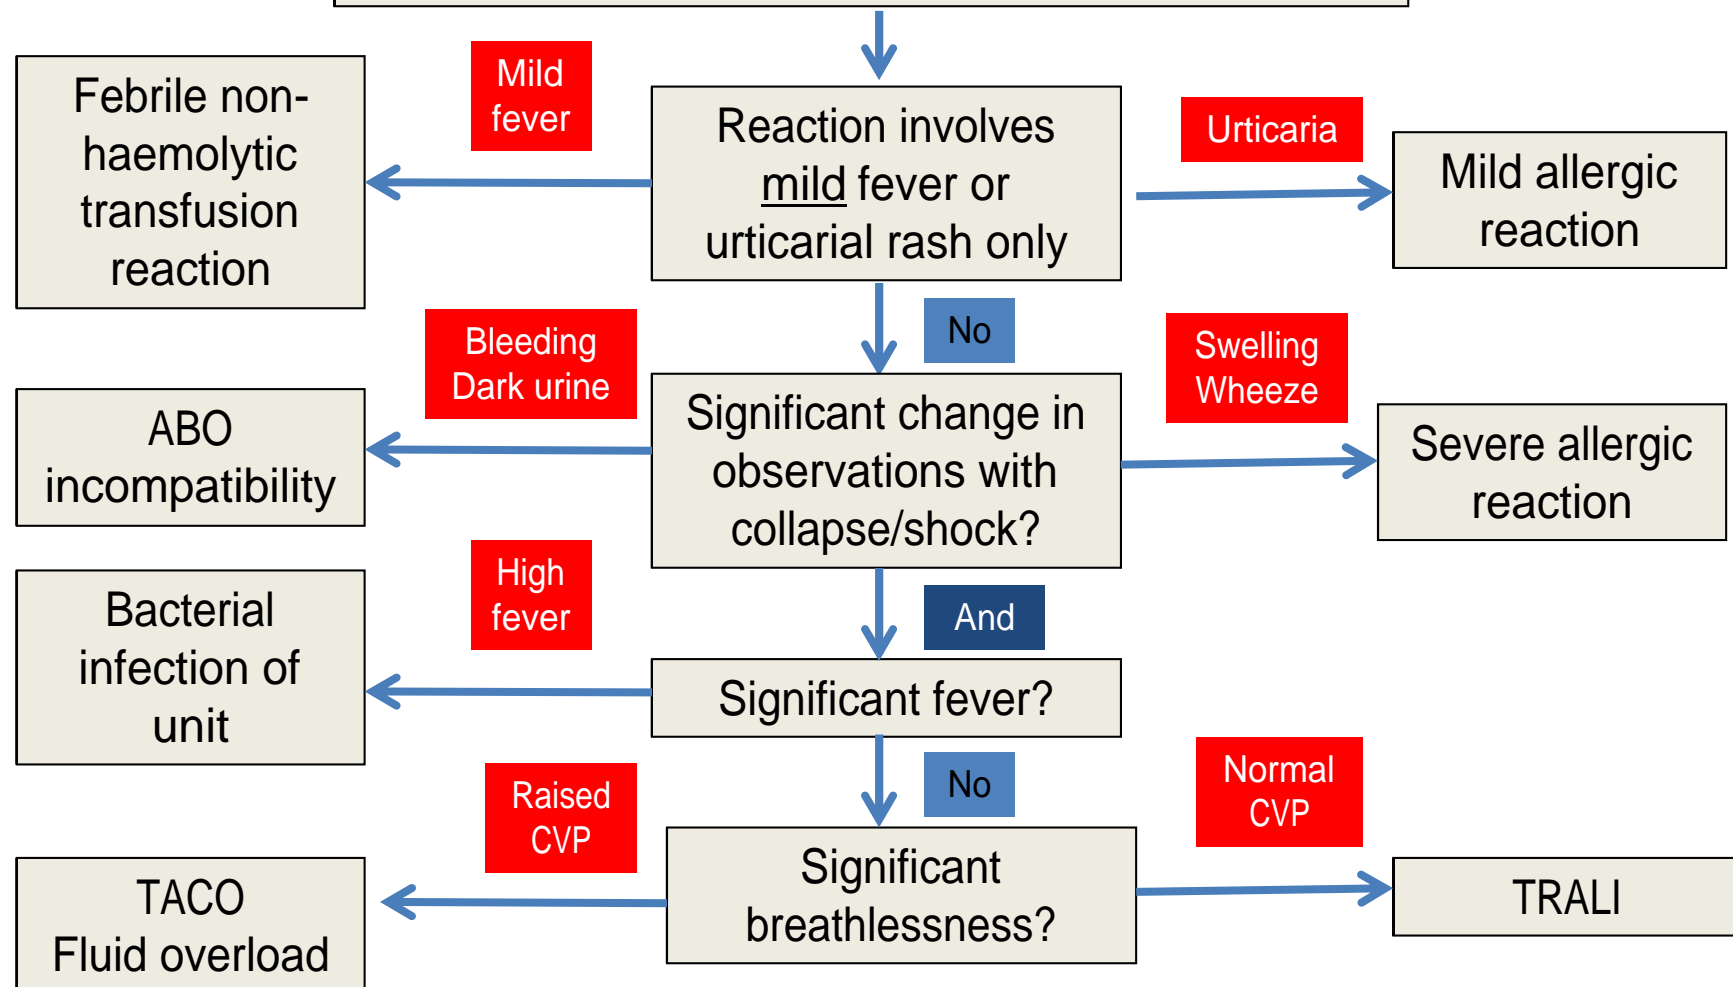 Mild
fever
Febrile non-
haemolytic
transfusion
reaction
Reaction involves
mild fever or
urticarial rash only
Urticaria
Mild allergic
reaction
No
Bleeding
Dark urine
Swelling
Wheeze
ABO
incompatibility
Significant change in
observations with
collapse/shock?
Severe allergic
reaction
High
fever
And
Bacterial
infection of
unit
Significant fever?
No
Raised
CVP
Normal
CVP
TACO
Fluid overload
Significant
breathlessness?
TRALI